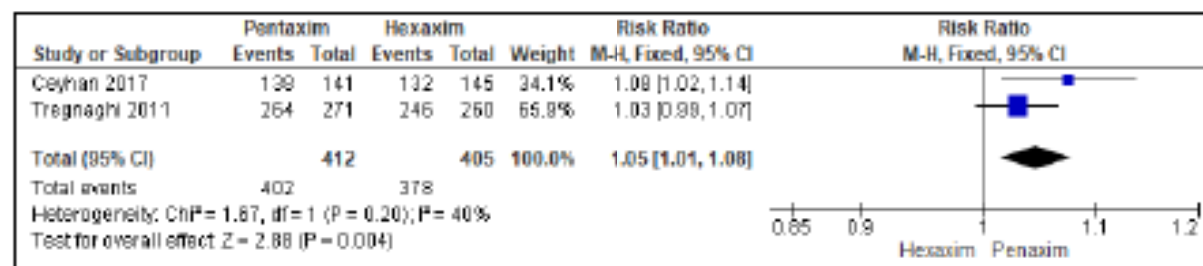 Pentaxim Hexaxim Risk Ratio Risk Ratio
Study or Subgroup Events Total Events Total Weight M-H, Fixed, 95% CI M-H, Fixed, 95% CI
Ceyhan 2017 138 141 132 145 34.1% 1.08 [1.02, 1.14]
Tregnaghi 2011 264 271 246 260 65.9% 1.03 [0.99, 1.07]
Total (95% CI) 412 405 100.0% 1.05 [1.01, 1.08]
Total events 402 378
Heterogeneity: Chi² = 1.67, df = 1 (P = 0.20); I² = 40%
Test for overall effect: Z = 2.88 (P = 0.004)
0.85 0.9 1 1.1 1.2
Hexaxim Penaxim